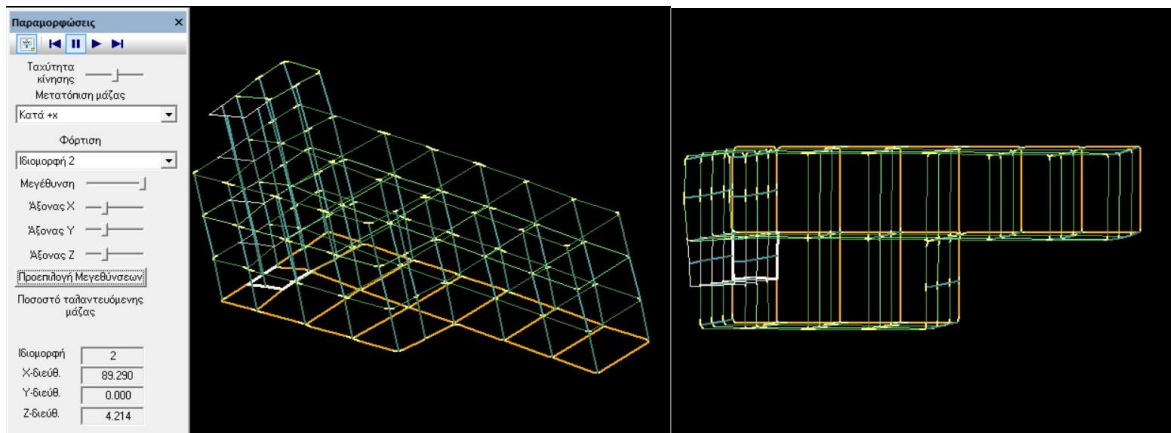 Παραμορφώσεις
Ταχύτητα
κίνησης
Μετατόπιση μάζας
Κατά +x
Φόρτιση
Ιδιομορφή 2
Μεγέθυνση
Άξονας X
Άξονας Y
Άξονας Z
Προεπιλογή Μεγεθύνσεων
Ποσοστό ταλαντευόμενης
μάζας
Ιδιομορφή 2
X-διεύθ. 89.290
Y-διεύθ. 0.000
Z-διεύθ. 4.214